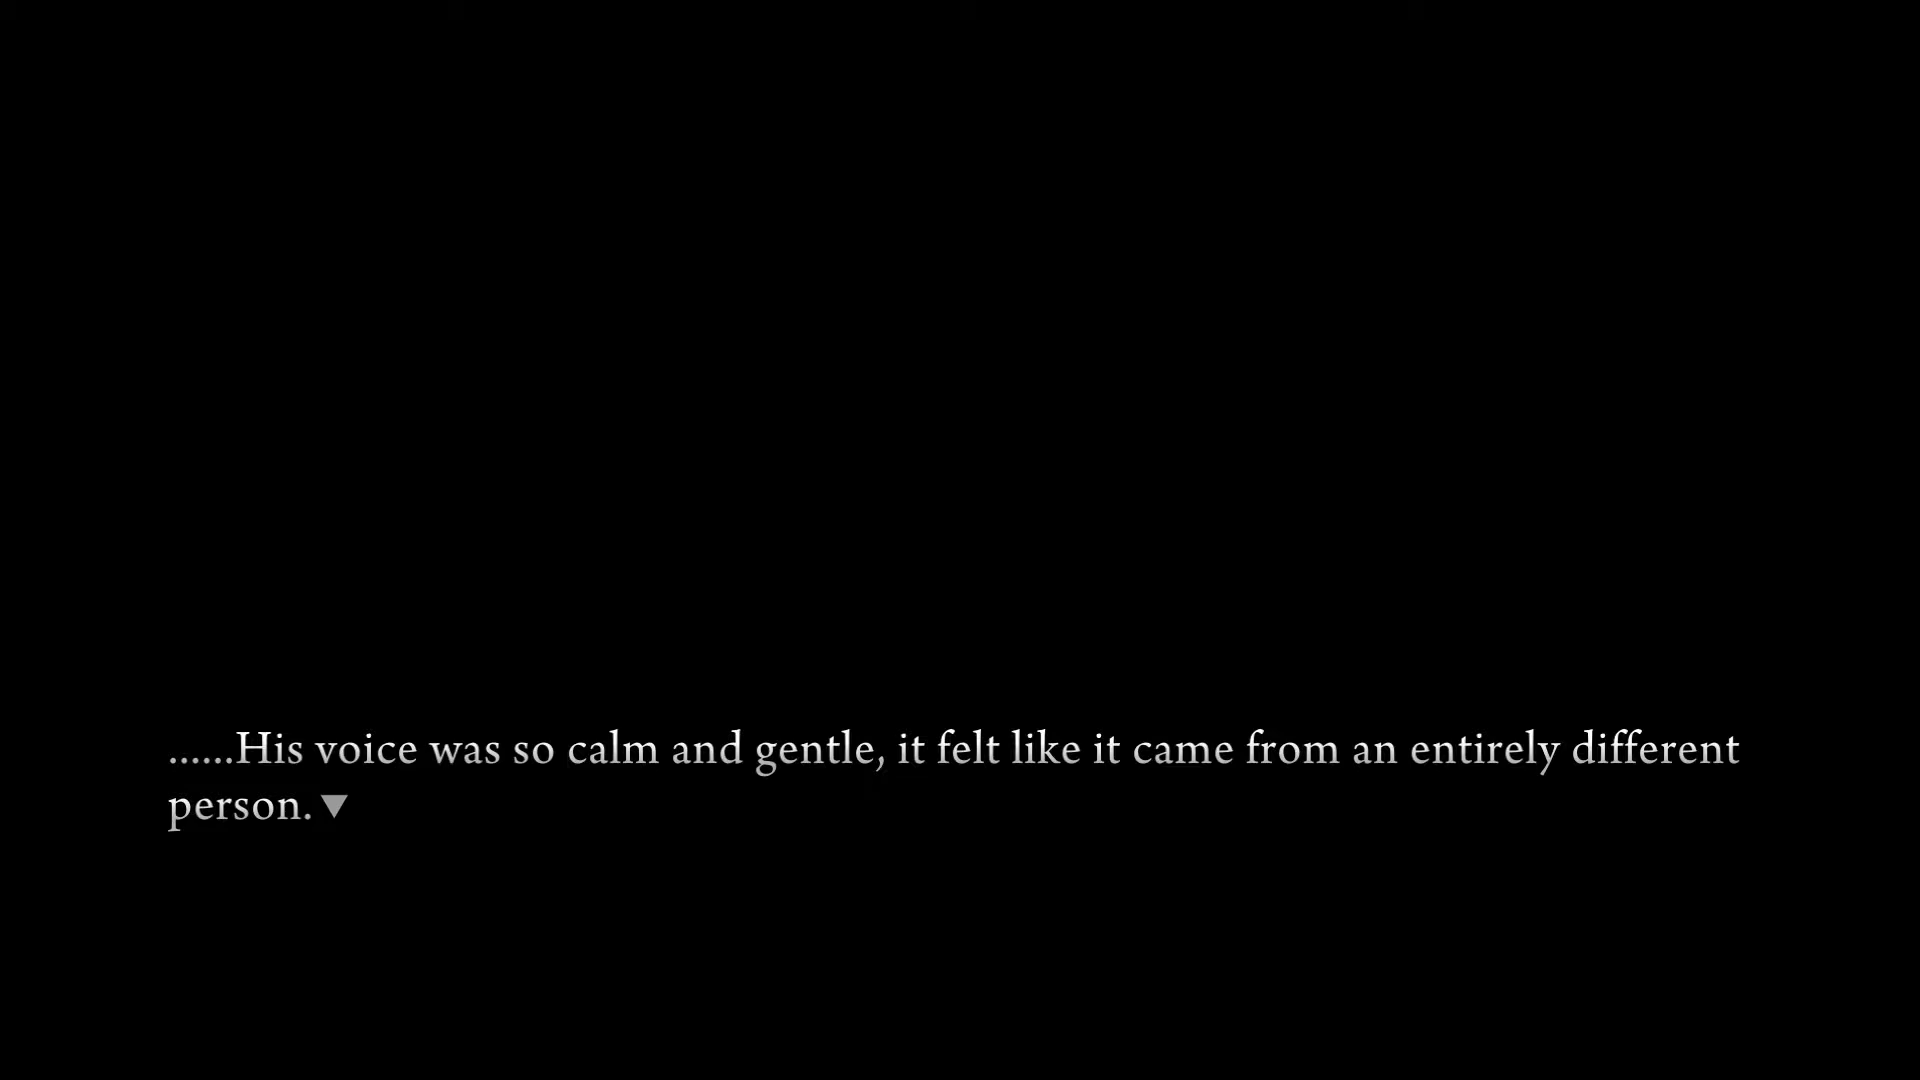 ......His voice was so calm and gentle, it felt like it came from an entirely different
person.